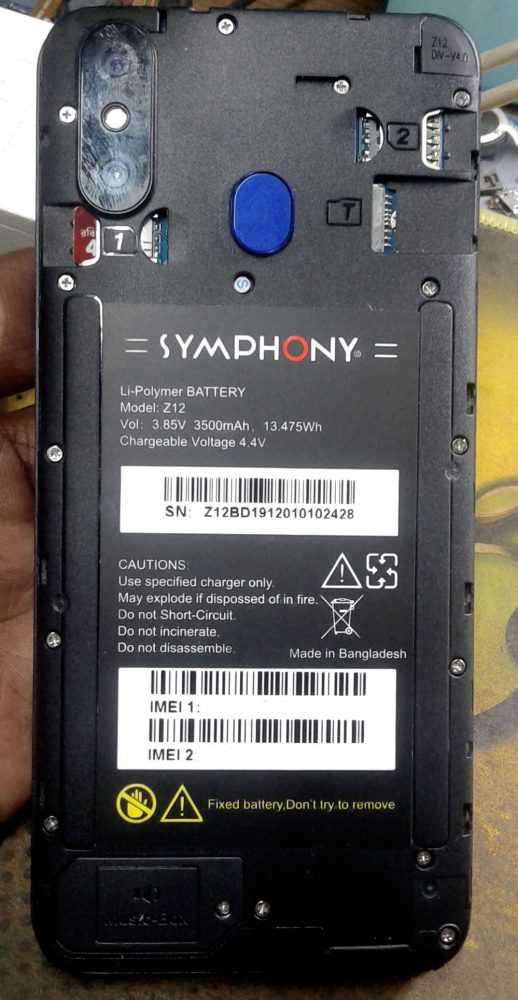 Z12
DIV-V4.0
2
T
রবি
4
1
S
SYMPHONY®
Li-Polymer BATTERY
Model: Z12
Vol: 3.85V 3500mAh, 13.475Wh
Chargeable Voltage 4.4V
SN: Z12BD1912010102428
CAUTIONS:
Use specified charger only.
May explode if dispossed of in fire.
Do not Short-Circuit.
Do not incinerate.
Do not disassemble.
Made in Bangladesh
IMEI 1:
IMEI 2
Fixed battery,Don't try to remove
Music-Box